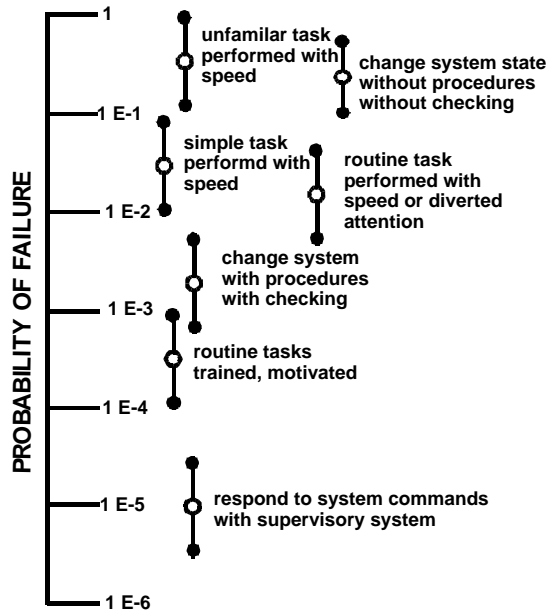 1
unfamilar task
performed with
speed
change system state
without procedures
without checking
1 E-1
simple task
performd with
speed
routine task
performed with
speed or diverted
attention
1 E-2
change system
with procedures
with checking
1 E-3
routine tasks
trained, motivated
1 E-4
respond to system commands
with supervisory system
1 E-5
1 E-6
PROBABILITY OF FAILURE